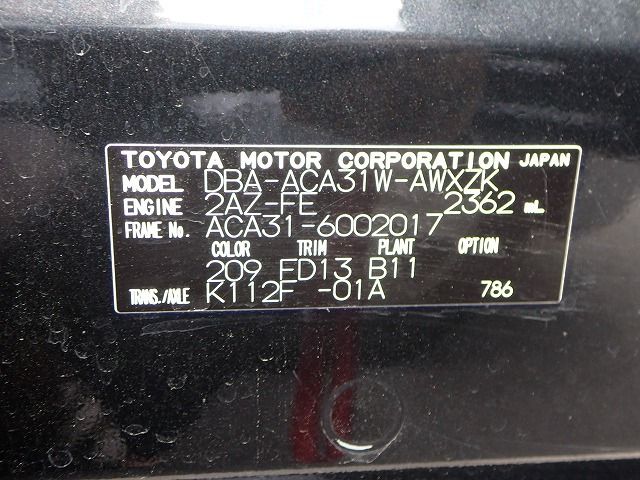 TOYOTA MOTOR CORPORATION JAPAN
MODEL DBA-ACA31W-AWXZK
ENGINE 2AZ-FE 2362 mL
FRAME No. ACA31-6002017
COLOR TRIM PLANT OPTION
209 FD13 B11
TRANS./AXLE K112F -01A 786